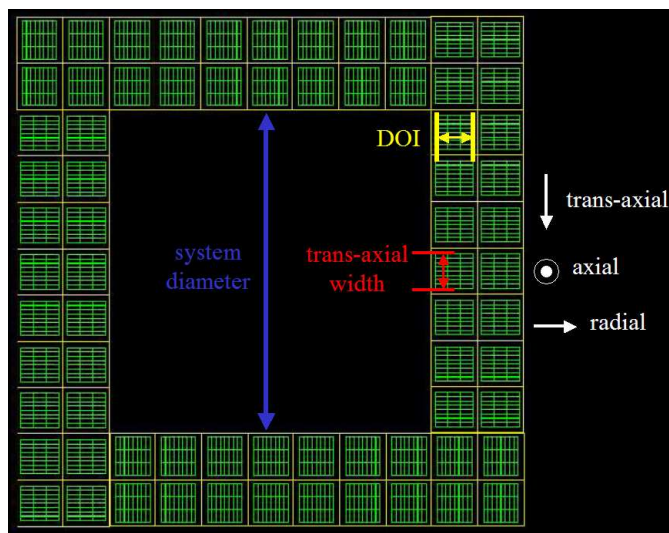 DOI
trans-axial
system
diameter
trans-axial
width
axial
radial